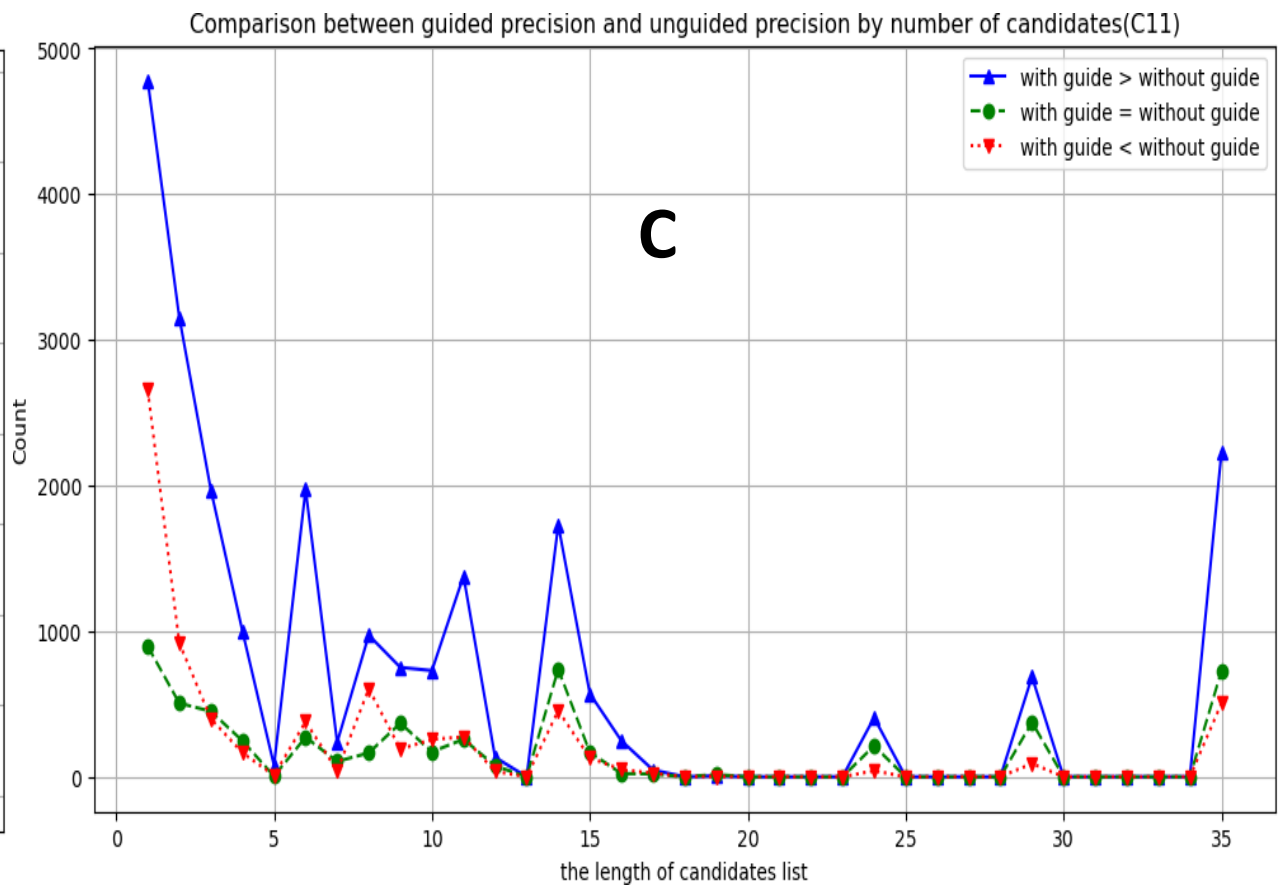 Comparison between guided precision and unguided precision by number of candidates(C11)
with guide > without guide
with guide = without guide
with guide < without guide
C
Count
5000
4000
3000
2000
1000
0
0 5 10 15 20 25 30 35
the length of candidates list